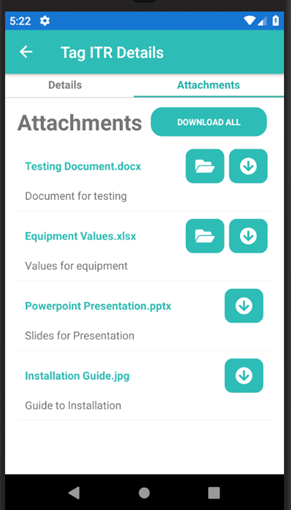 5:22
Tag ITR Details
Details Attachments
Attachments DOWNLOAD ALL
Testing Document.docx
Document for testing
Equipment Values.xlsx
Values for equipment
Powerpoint Presentation.pptx
Slides for Presentation
Installation Guide.jpg
Guide to Installation